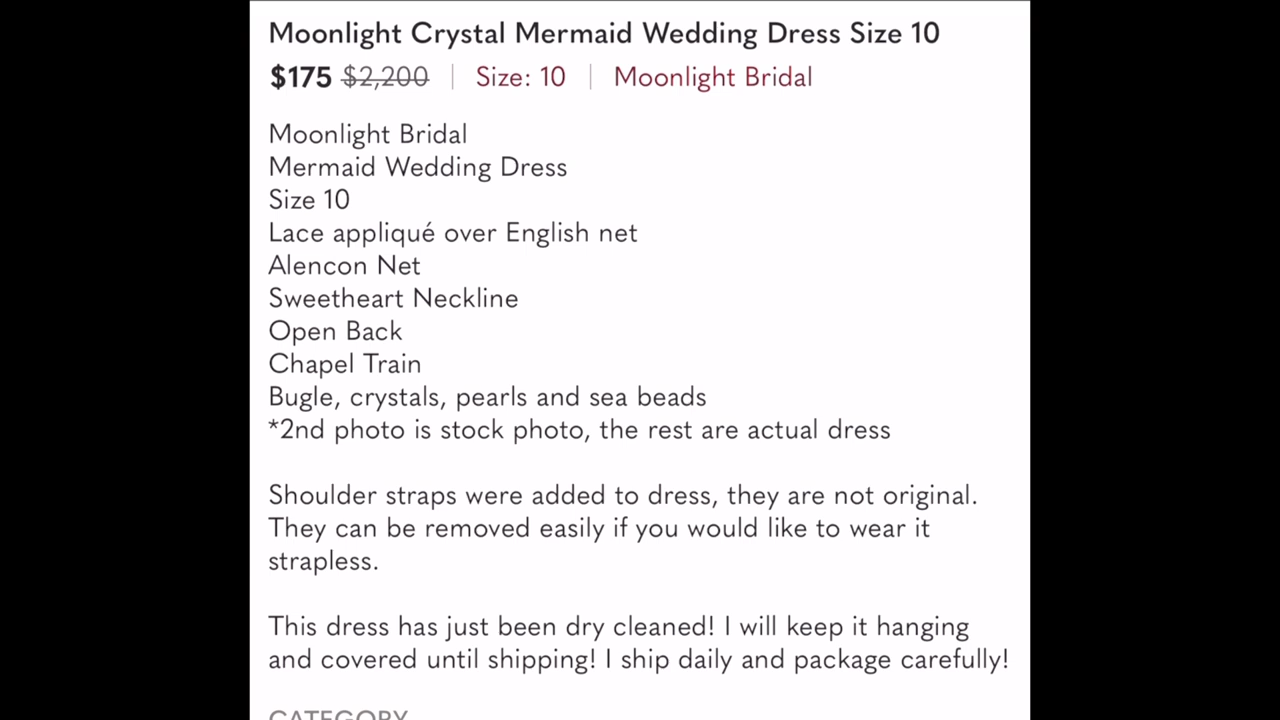 Moonlight Crystal Mermaid Wedding Dress Size 10
$175 $2,200 | Size: 10 | Moonlight Bridal
Moonlight Bridal
Mermaid Wedding Dress
Size 10
Lace appliqué over English net
Alencon Net
Sweetheart Neckline
Open Back
Chapel Train
Bugle, crystals, pearls and sea beads
*2nd photo is stock photo, the rest are actual dress
Shoulder straps were added to dress, they are not original.
They can be removed easily if you would like to wear it
strapless.
This dress has just been dry cleaned! I will keep it hanging
and covered until shipping! I ship daily and package carefully!
CATEGORY